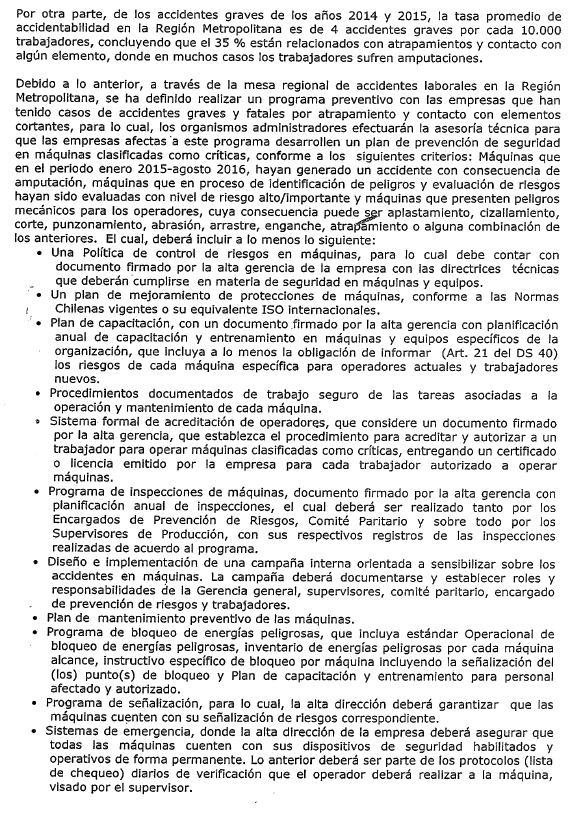 Por otra parte, de los accidentes graves de los años 2014 y 2015, la tasa promedio de
accidentabilidad en la Región Metropolitana es de 4 accidentes graves por cada 10.000
trabajadores, concluyendo que el 35 % están relacionados con atrapamientos y contacto con
algún elemento, donde en muchos casos los trabajadores sufren amputaciones.
Debido a lo anterior, a través de la mesa regional de accidentes laborales en la Región
Metropolitana, se ha definido realizar un programa preventivo con las empresas que han
tenido casos de accidentes graves y fatales por atrapamiento y contacto con elementos
cortantes, para lo cual, los organismos administradores efectuarán la asesoría técnica para
que las empresas afectas a este programa desarrollen un plan de prevención de seguridad
en máquinas clasificadas como críticas, conforme a los siguientes criterios: Máquinas que
en el periodo enero 2015-agosto 2016, hayan generado un accidente con consecuencia de
amputación, máquinas que en proceso de identificación de peligros y evaluación de riesgos
hayan sido evaluadas con nivel de riesgo alto/importante y máquinas que presenten peligros
mecánicos para los operadores, cuya consecuencia puede ser aplastamiento, cizallamiento,
corte, punzonamiento, abrasión, arrastre, enganche, atrapamiento o alguna combinación de
los anteriores. El cual, deberá incluir a lo menos lo siguiente:
• Una Política de control de riesgos en máquinas, para lo cual debe contar con
documento firmado por la alta gerencia de la empresa con las directrices técnicas
que deberán cumplirse en materia de seguridad en máquinas y equipos.
• Un plan de mejoramiento de protecciones de máquinas, conforme a las Normas
Chilenas vigentes o su equivalente ISO internacionales.
• Plan de capacitación, con un documento firmado por la alta gerencia con planificación
anual de capacitación y entrenamiento en máquinas y equipos específicos de la
organización, que incluya a lo menos la obligación de informar (Art. 21 del DS 40)
los riesgos de cada máquina específica para operadores actuales y trabajadores
nuevos.
• Procedimientos documentados de trabajo seguro de las tareas asociadas a la
operación y mantenimiento de cada máquina.
• Sistema formal de acreditación de operadores, que considere un documento firmado
por la alta gerencia, que establezca el procedimiento para acreditar y autorizar a un
trabajador para operar máquinas clasificadas como críticas, entregando un certificado
o licencia emitido por la empresa para cada trabajador autorizado a operar
máquinas.
• Programa de inspecciones de máquinas, documento firmado por la alta gerencia con
planificación anual de inspecciones, el cual deberá ser realizado tanto por los
Encargados de Prevención de Riesgos, Comité Paritario y sobre todo por los
Supervisores de Producción, con sus respectivos registros de las inspecciones
realizadas de acuerdo al programa.
• Diseño e implementación de una campaña interna orientada a sensibilizar sobre los
accidentes en máquinas. La campaña deberá documentarse y establecer roles y
responsabilidades de la Gerencia general, supervisores, comité paritario, encargado
de prevención de riesgos y trabajadores.
• Plan de mantenimiento preventivo de las máquinas.
• Programa de bloqueo de energías peligrosas, que incluya estándar Operacional de
bloqueo de energías peligrosas, inventario de energías peligrosas por cada máquina
alcance, instructivo específico de bloqueo por máquina incluyendo la señalización del
(los) punto(s) de bloqueo y Plan de capacitación y entrenamiento para personal
afectado y autorizado.
• Programa de señalización, para lo cual, la alta dirección deberá garantizar que las
máquinas cuenten con su señalización de riesgos correspondiente.
• Sistemas de emergencia, donde la alta dirección de la empresa deberá asegurar que
todas las máquinas cuenten con sus dispositivos de seguridad habilitados y
operativos de forma permanente. Lo anterior deberá ser parte de los protocolos (lista
de chequeo) diarios de verificación que el operador deberá realizar a la máquina,
visado por el supervisor.